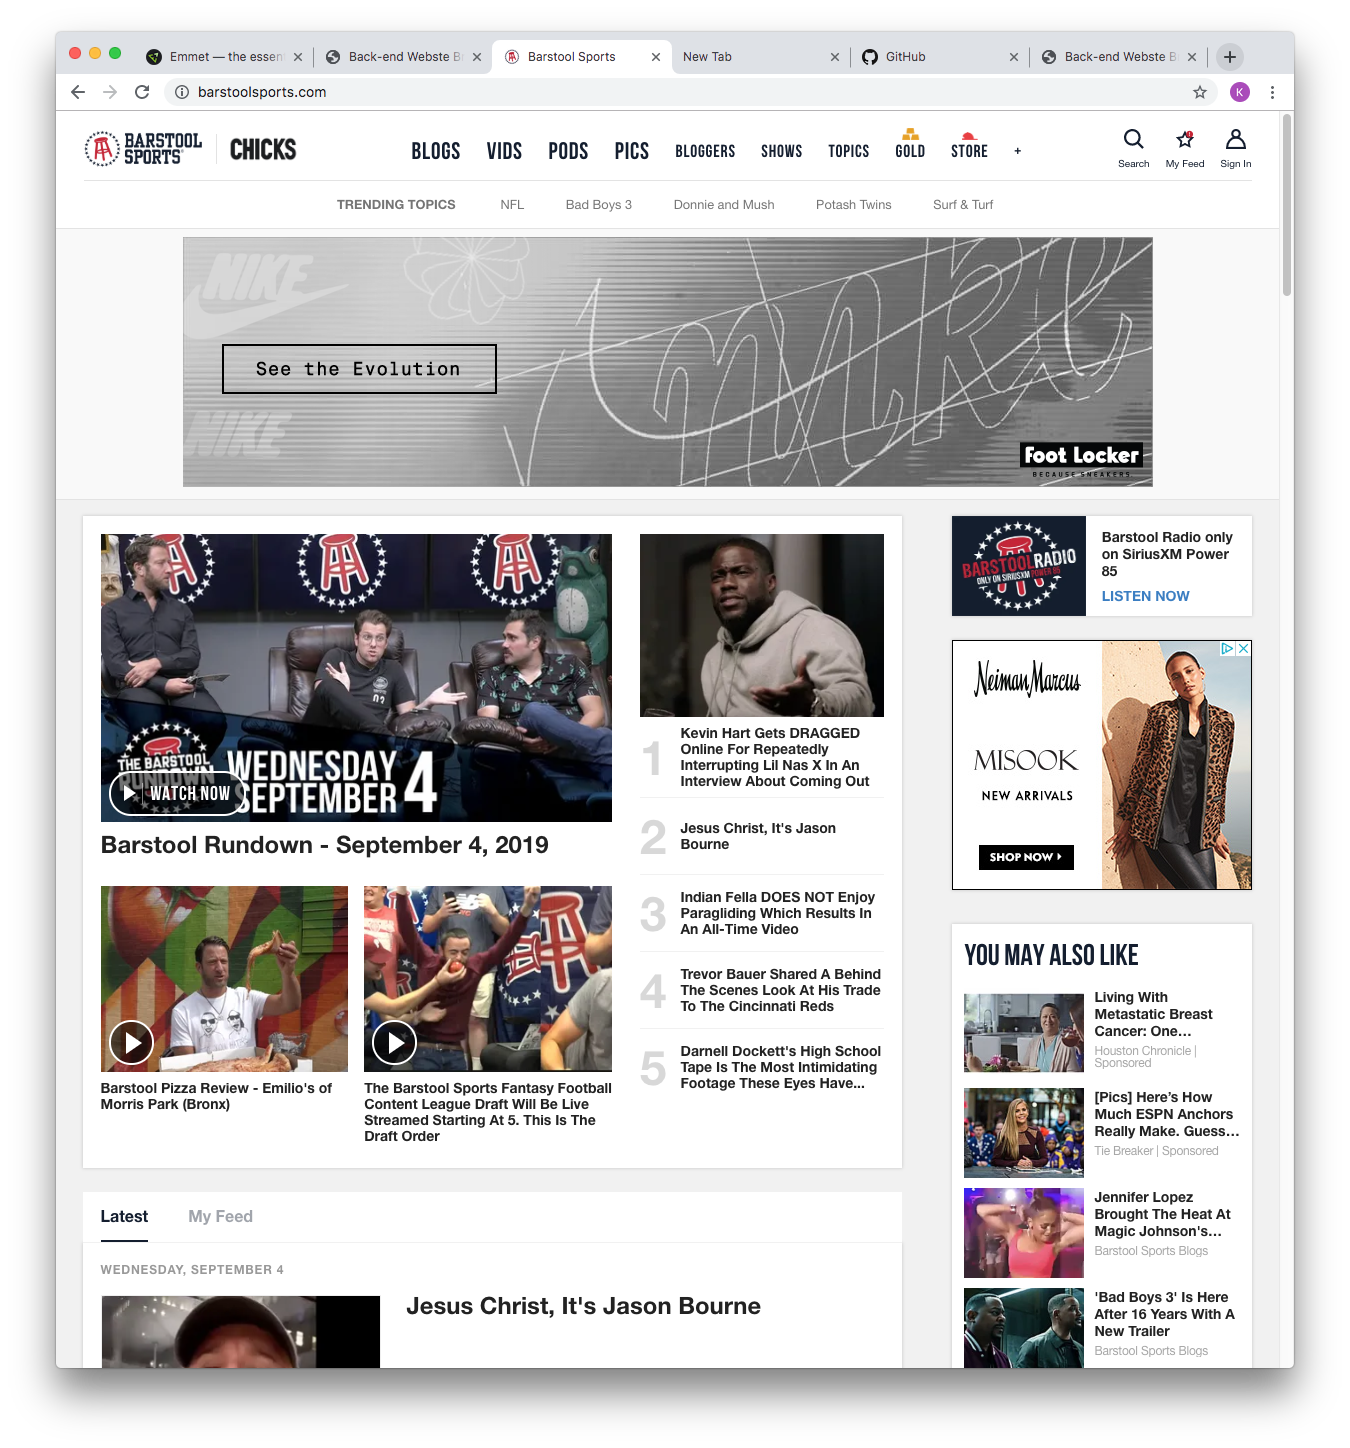 Emmet — the essen
Back-end Webste B
Barstool Sports
New Tab
GitHub
Back-end Webste B
barstoolsports.com
K
BARSTOOL
SPORTS
CHICKS
BLOGS
VIDS
PODS
PICS
BLOGGERS
SHOWS
TOPICS
GOLD
STORE
+
Search
My Feed
Sign In
TRENDING TOPICS
NFL
Bad Boys 3
Donnie and Mush
Potash Twins
Surf & Turf
NIKE
See the Evolution
NIKE
Foot Locker
BECAUSE SNEAKERS.
THE BARSTOOL
RUNDOWN
WEDNESDAY
SEPTEMBER 4
WATCH NOW
Barstool Rundown - September 4, 2019
Barstool Pizza Review - Emilio's of
Morris Park (Bronx)
The Barstool Sports Fantasy Football
Content League Draft Will Be Live
Streamed Starting At 5. This Is The
Draft Order
1
Kevin Hart Gets DRAGGED
Online For Repeatedly
Interrupting Lil Nas X In An
Interview About Coming Out
2
Jesus Christ, It's Jason
Bourne
3
Indian Fella DOES NOT Enjoy
Paragliding Which Results In
An All-Time Video
4
Trevor Bauer Shared A Behind
The Scenes Look At His Trade
To The Cincinnati Reds
5
Darnell Dockett's High School
Tape Is The Most Intimidating
Footage These Eyes Have...
BARSTOOL RADIO
ONLY ON SIRIUSXM POWER 85
Barstool Radio only
on SiriusXM Power
85
LISTEN NOW
Neiman Marcus
MISOOK
NEW ARRIVALS
SHOP NOW
YOU MAY ALSO LIKE
Living With
Metastatic Breast
Cancer: One…
Houston Chronicle |
Sponsored
[Pics] Here's How
Much ESPN Anchors
Really Make. Guess…
Tie Breaker | Sponsored
Jennifer Lopez
Brought The Heat At
Magic Johnson's…
Barstool Sports Blogs
'Bad Boys 3' Is Here
After 16 Years With A
New Trailer
Barstool Sports Blogs
Latest
My Feed
WEDNESDAY, SEPTEMBER 4
Jesus Christ, It's Jason Bourne